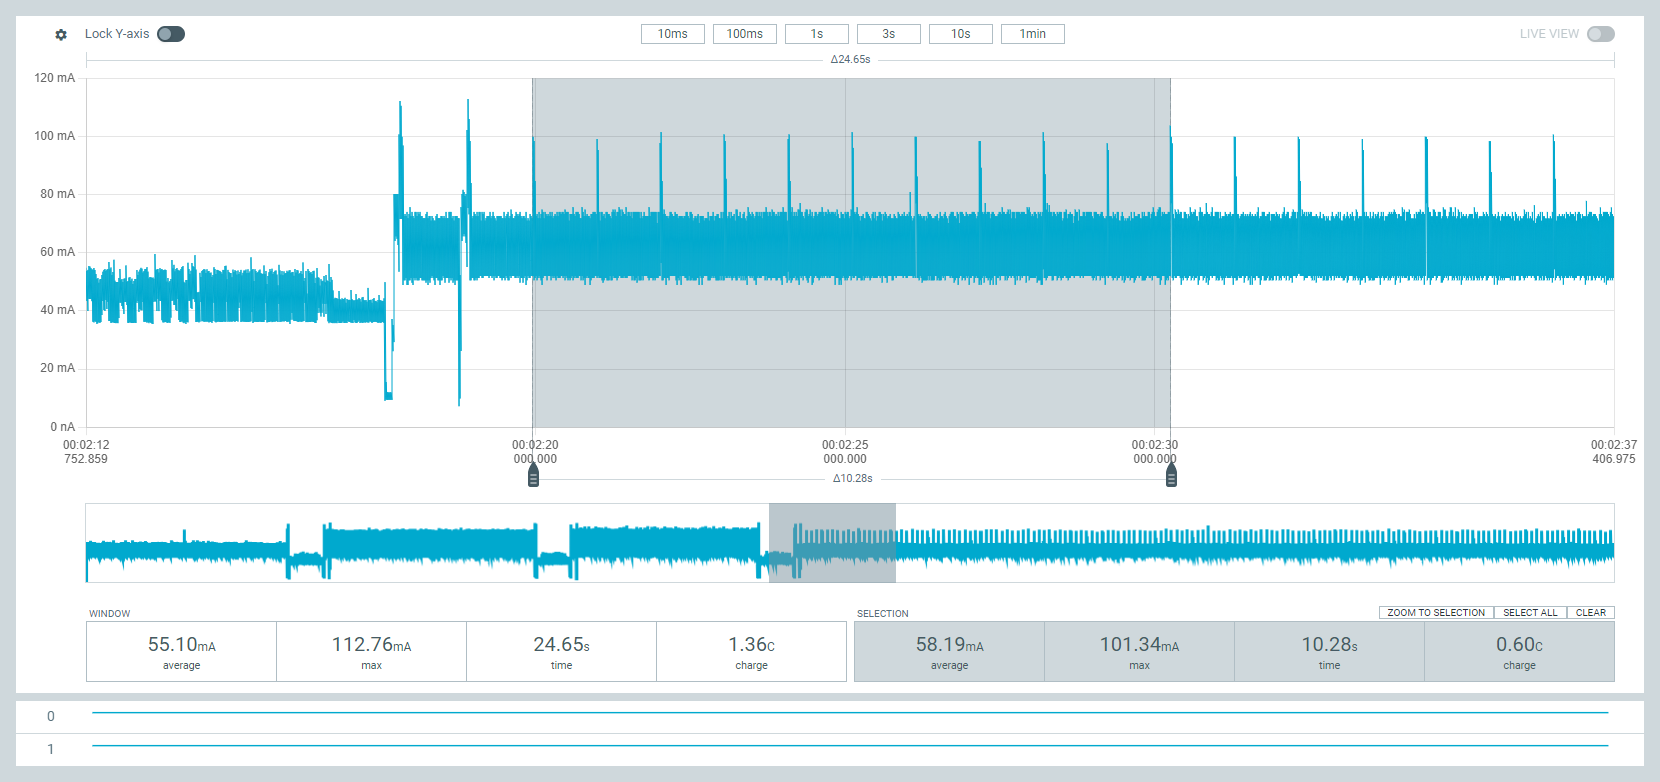 Lock Y-axis
10ms 100ms 1s 3s 10s 1min
LIVE VIEW
Δ24.65s
120 mA
100 mA
80 mA
60 mA
40 mA
20 mA
0 nA
00:02:12 00:02:20 00:02:25 00:02:30 00:02:37
752.859 000.000 000.000 000.000 406.975
Δ10.28s
WINDOW
55.10mA 112.76mA 24.65s 1.36C
average max time charge
SELECTION
ZOOM TO SELECTION SELECT ALL CLEAR
58.19mA 101.34mA 10.28s 0.60C
average max time charge
0
1